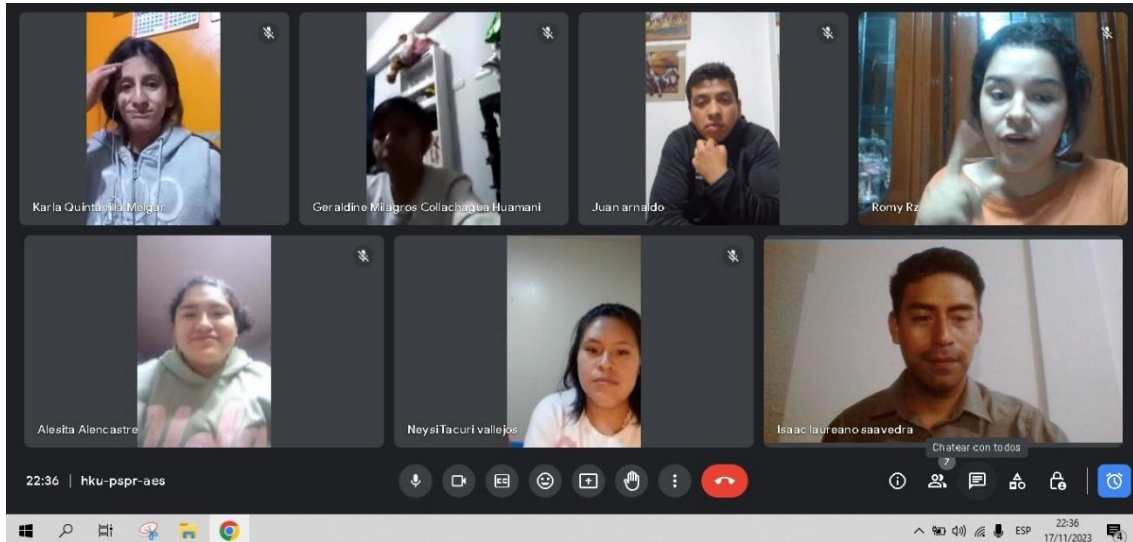 Karla Quintanilla Melgar
Geraldine Milagros Collachagua Huamani
Juan arnaldo
Romy Rz
Alesita Alencastre
Neysi Tacuri vallejos
Isaac laureano saavedra
Chatear con todos
7
22:36 | hku-pspr-aes
ESP
22:36
17/11/2023
4